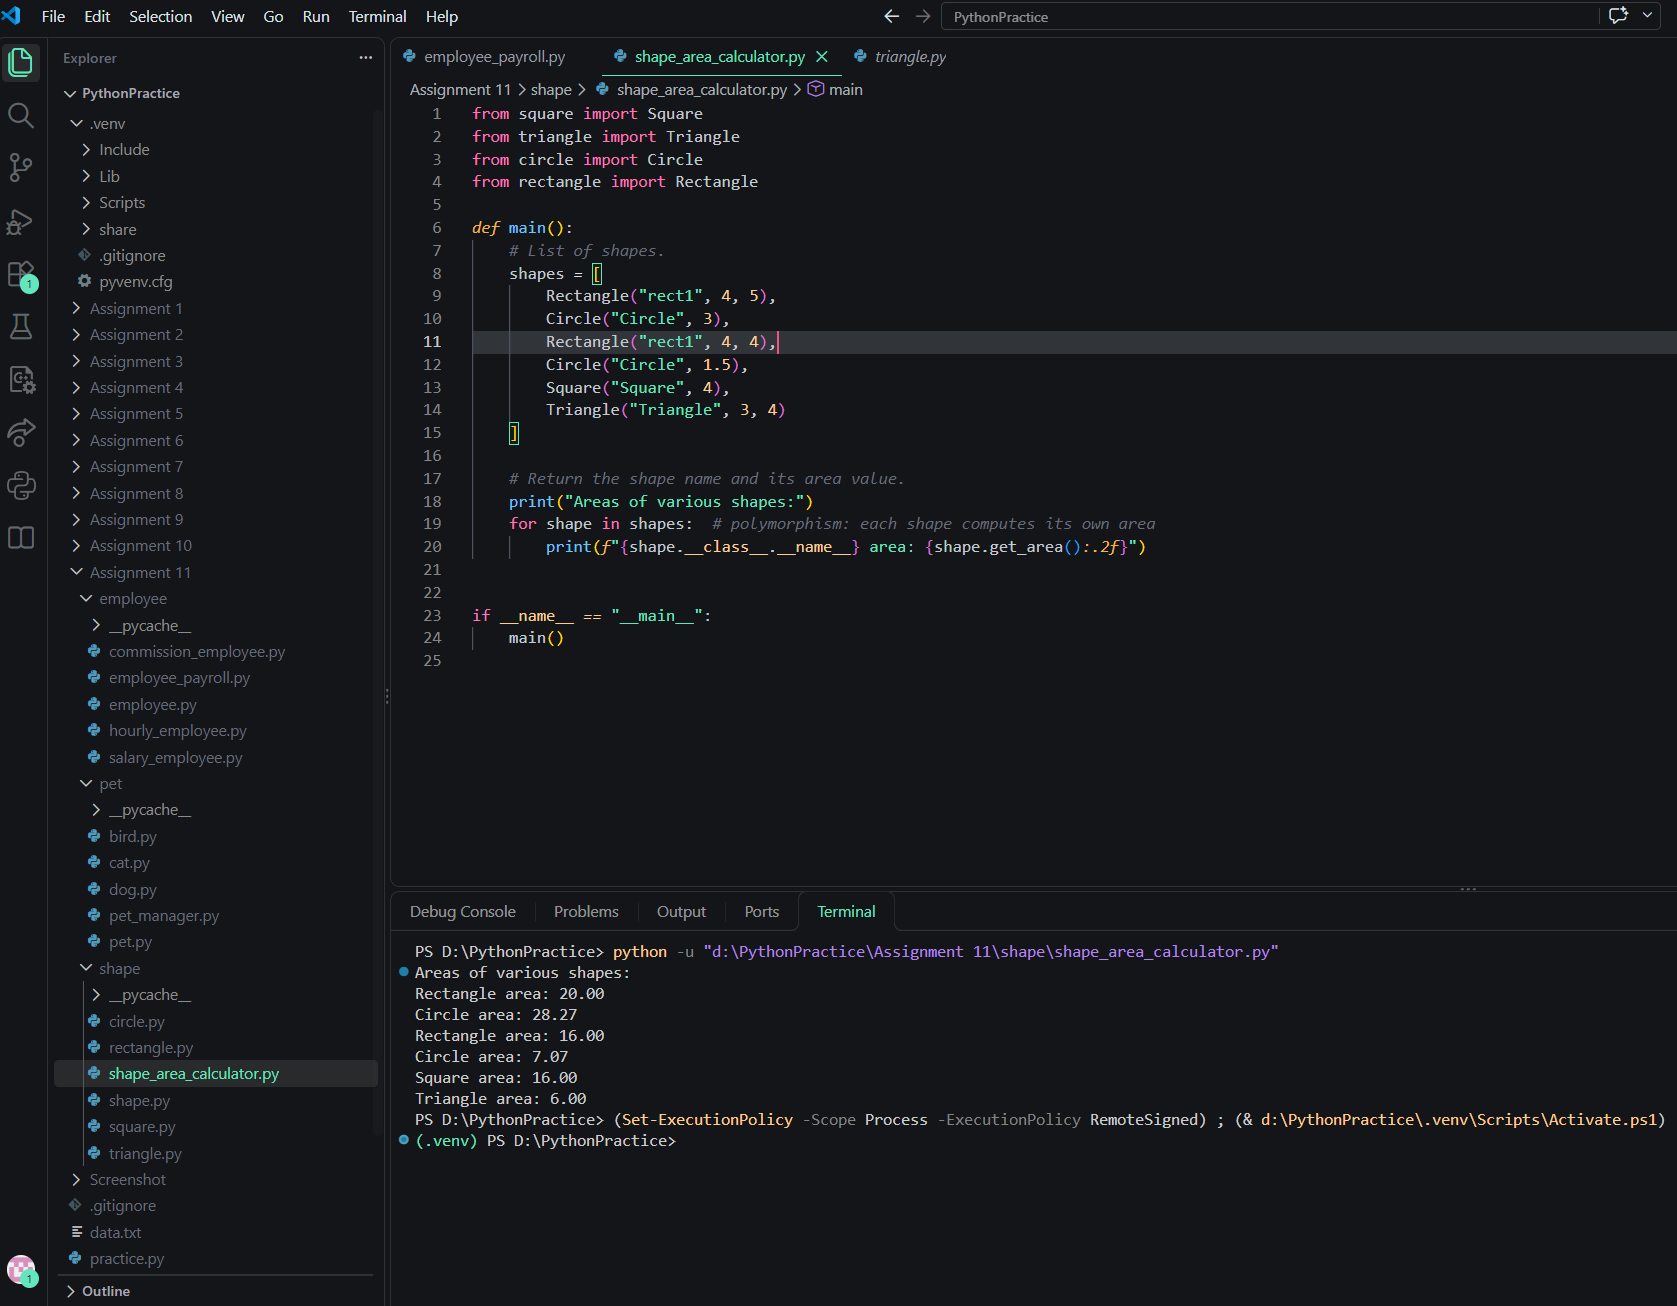 File Edit Selection View Go Run Terminal Help
PythonPractice
Explorer
PythonPractice
.venv
Include
Lib
Scripts
share
.gitignore
pyvenv.cfg
Assignment 1
Assignment 2
Assignment 3
Assignment 4
Assignment 5
Assignment 6
Assignment 7
Assignment 8
Assignment 9
Assignment 10
Assignment 11
employee
__pycache__
commission_employee.py
employee_payroll.py
employee.py
hourly_employee.py
salary_employee.py
pet
__pycache__
bird.py
cat.py
dog.py
pet_manager.py
pet.py
shape
__pycache__
circle.py
rectangle.py
shape_area_calculator.py
shape.py
square.py
triangle.py
Screenshot
.gitignore
data.txt
practice.py
Outline
1
1
employee_payroll.py shape_area_calculator.py triangle.py
Assignment 11 > shape > shape_area_calculator.py > main
1 from square import Square
2 from triangle import Triangle
3 from circle import Circle
4 from rectangle import Rectangle
5
6 def main():
7     # List of shapes.
8     shapes = [
9         Rectangle("rect1", 4, 5),
10         Circle("Circle", 3),
11         Rectangle("rect1", 4, 4),
12         Circle("Circle", 1.5),
13         Square("Square", 4),
14         Triangle("Triangle", 3, 4)
15     ]
16
17     # Return the shape name and its area value.
18     print("Areas of various shapes:")
19     for shape in shapes:  # polymorphism: each shape computes its own area
20         print(f"{shape.__class__.__name__} area: {shape.get_area():.2f}")
21
22
23 if __name__ == "__main__":
24     main()
25
Debug Console Problems Output Ports Terminal
PS D:\PythonPractice> python -u "d:\PythonPractice\Assignment 11\shape\shape_area_calculator.py"
Areas of various shapes:
Rectangle area: 20.00
Circle area: 28.27
Rectangle area: 16.00
Circle area: 7.07
Square area: 16.00
Triangle area: 6.00
PS D:\PythonPractice> (Set-ExecutionPolicy -Scope Process -ExecutionPolicy RemoteSigned) ; (& d:\PythonPractice\.venv\Scripts\Activate.ps1)
(.venv) PS D:\PythonPractice>